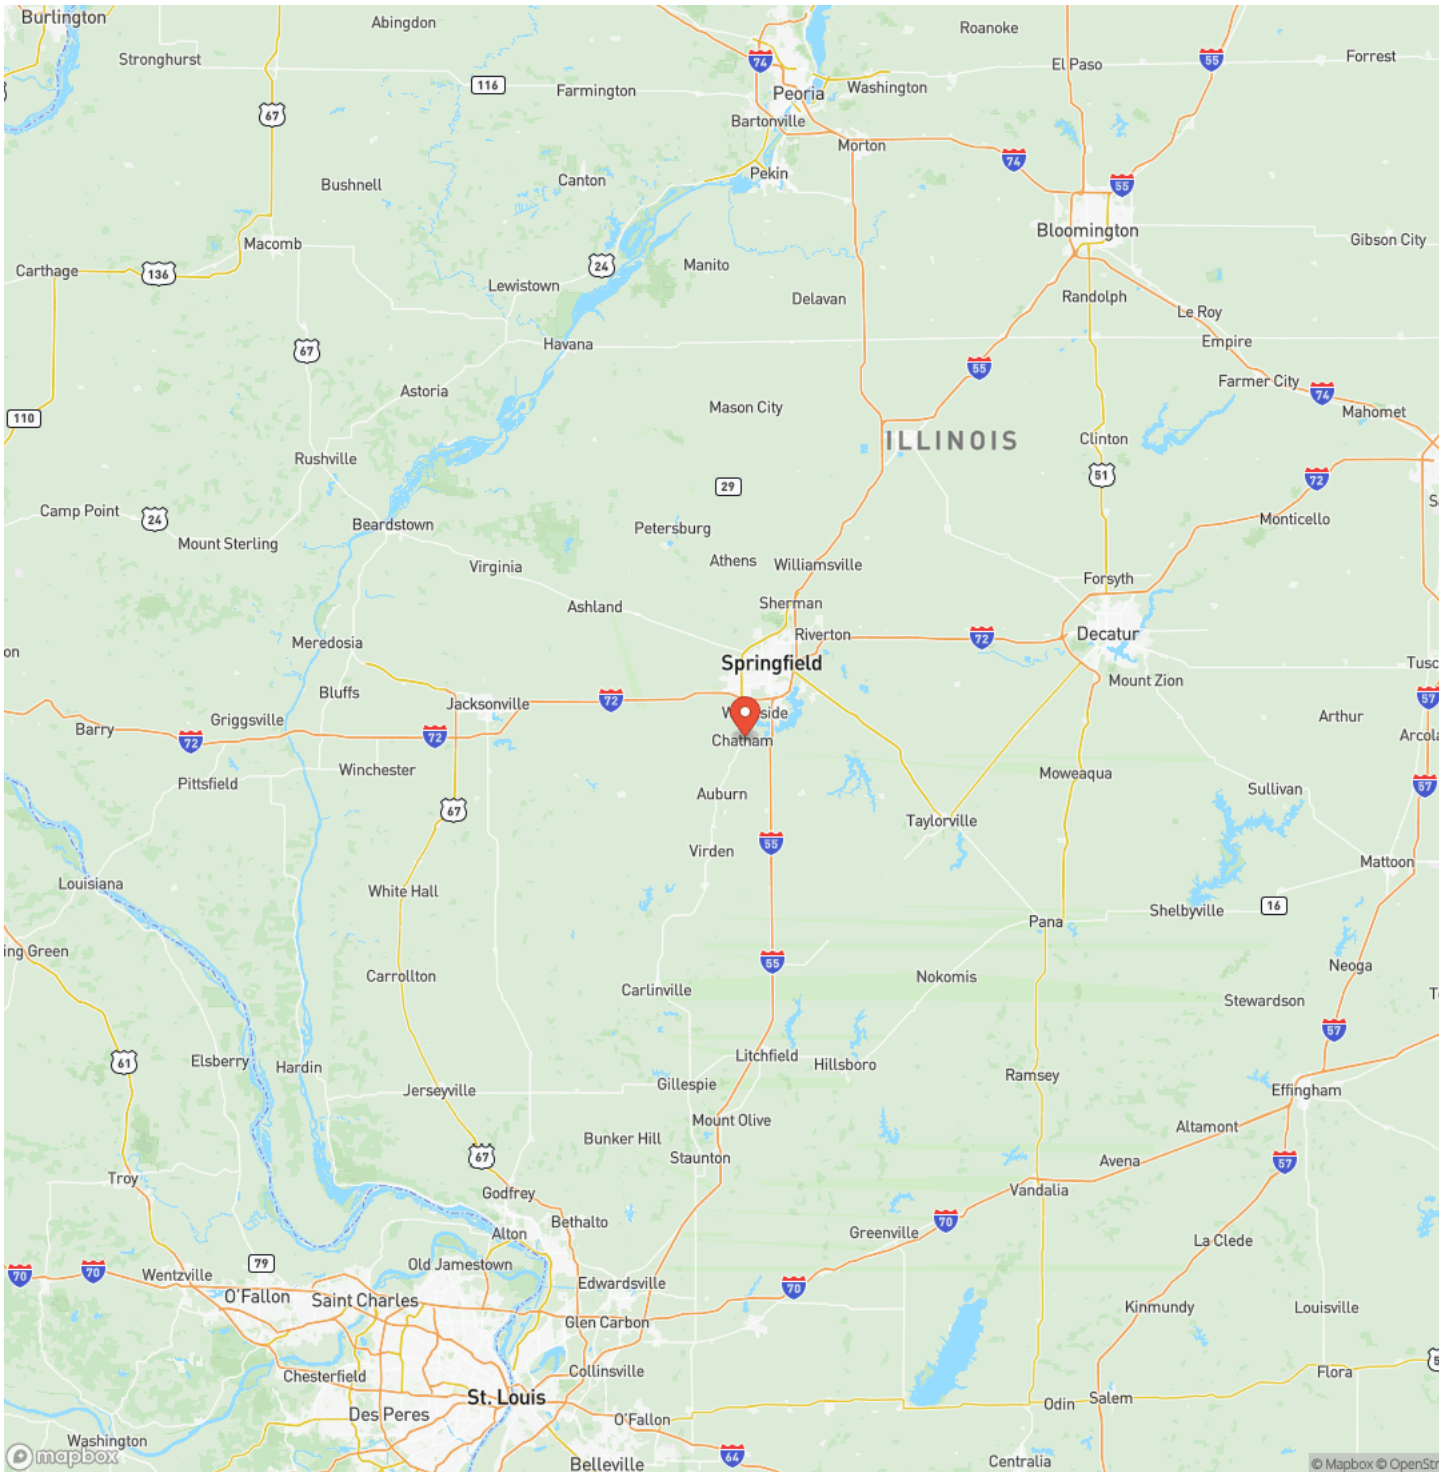 Burlington
Abingdon
Roanoke
Stronghurst
74
El Paso
55
Forrest
116
Farmington
Peoria
Washington
67
Bartonville
Morton
74
Pekin
Bushnell
Canton
55
Macomb
Bloomington
Gibson City
Carthage
136
24
Manito
Lewistown
Delavan
Randolph
Le Roy
67
Havana
Empire
55
Astoria
Farmer City
74
110
Mason City
Mahomet
ILLINOIS
Clinton
Rushville
51
72
29
Camp Point
24
Beardstown
Petersburg
Monticello
Mount Sterling
Athens
Williamsville
Virginia
Forsyth
Ashland
Sherman
Meredosia
Riverton
72
Decatur
on
Springfield
Tusc
Bluffs
Mount Zion
72
57
Jacksonville
Griggsville
Arthur
Barry
72
72
Chatham
Arcola
Winchester
Moweaqua
Pittsfield
57
Auburn
Sullivan
67
Taylorville
55
Virden
Mattoon
Louisiana
White Hall
16
Shelbyville
Pana
ing Green
55
Neoga
Carrollton
Nokomis
Carlinville
Stewardson
57
61
Elsberry
Hardin
Litchfield
Hillsboro
Ramsey
Gillespie
Jerseyville
Effingham
Mount Olive
Altamont
Bunker Hill
67
Staunton
Avena
57
Troy
Godfrey
Vandalia
Alton
Bethalto
Greenville
70
La Clede
79
Old Jamestown
70
70
Wentzville
Edwardsville
70
O'Fallon
Saint Charles
Kinmundy
Louisville
Glen Carbon
Chesterfield
Collinsville
Flora
St. Louis
Salem
Des Peres
O'Fallon
Odin
Washington
64
Belleville
Centralia
mapbox
© Mapbox © OpenStr